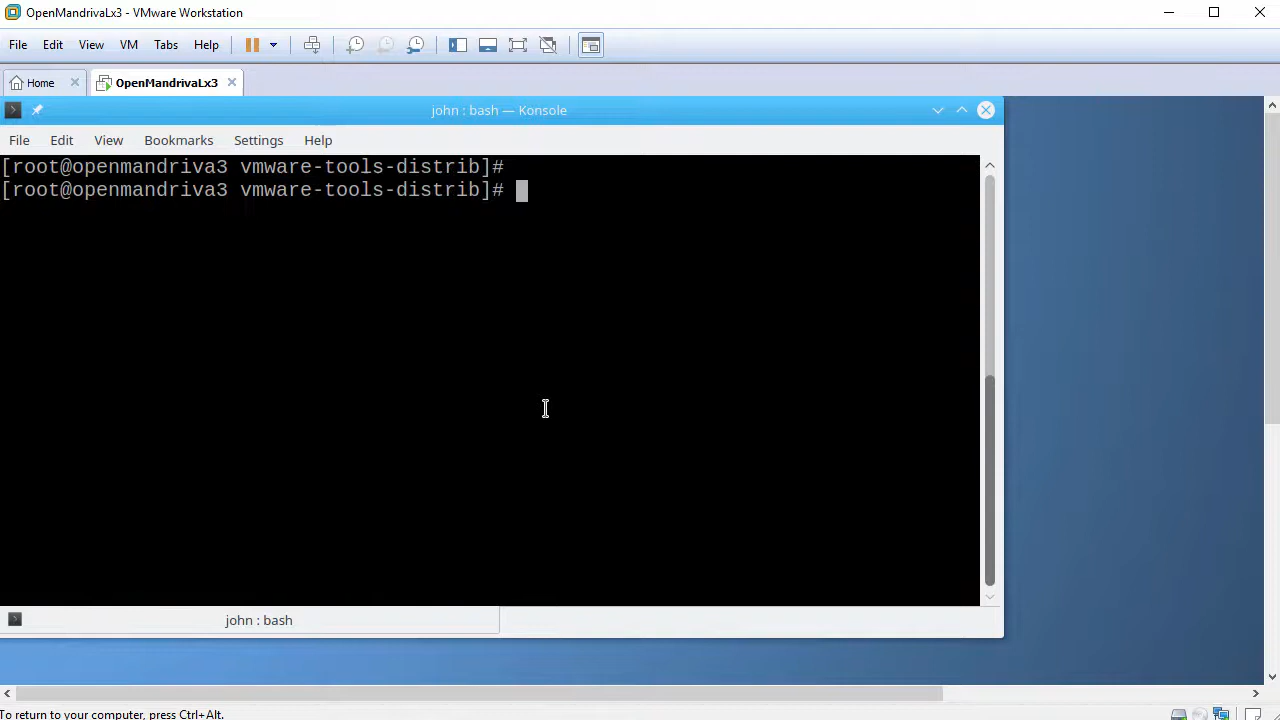 OpenMandrivaLx3 - VMware Workstation
File Edit View VM Tabs Help
Home OpenMandrivaLx3
john : bash — Konsole
File Edit View Bookmarks Settings Help
[root@openmandriva3 vmware-tools-distrib]#
[root@openmandriva3 vmware-tools-distrib]#
john : bash
To return to your computer, press Ctrl+Alt.